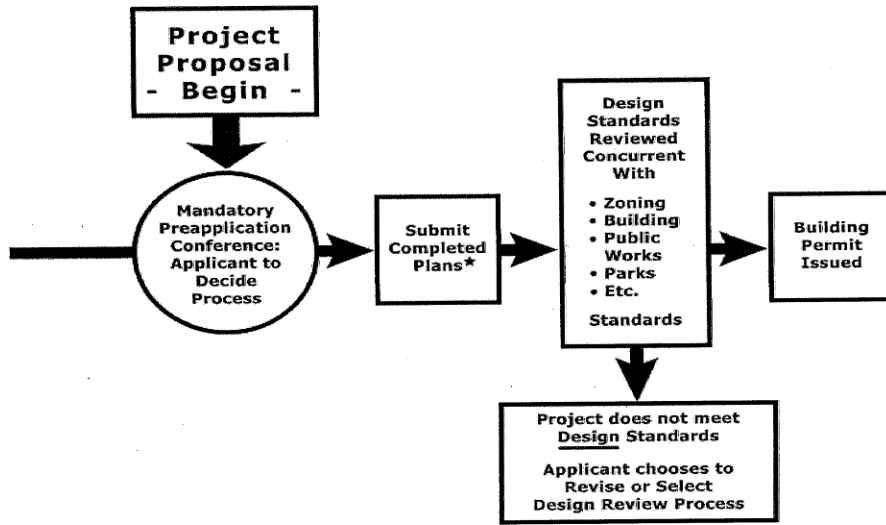 Project
Proposal
- Begin -
Mandatory
Preapplication
Conference:
Applicant to
Decide
Process
Submit
Completed
Plans★
Design
Standards
Reviewed
Concurrent
With
• Zoning
• Building
• Public
Works
• Parks
• Etc.
Standards
Building
Permit
Issued
Project does not meet
Design Standards
Applicant chooses to
Revise or Select
Design Review Process